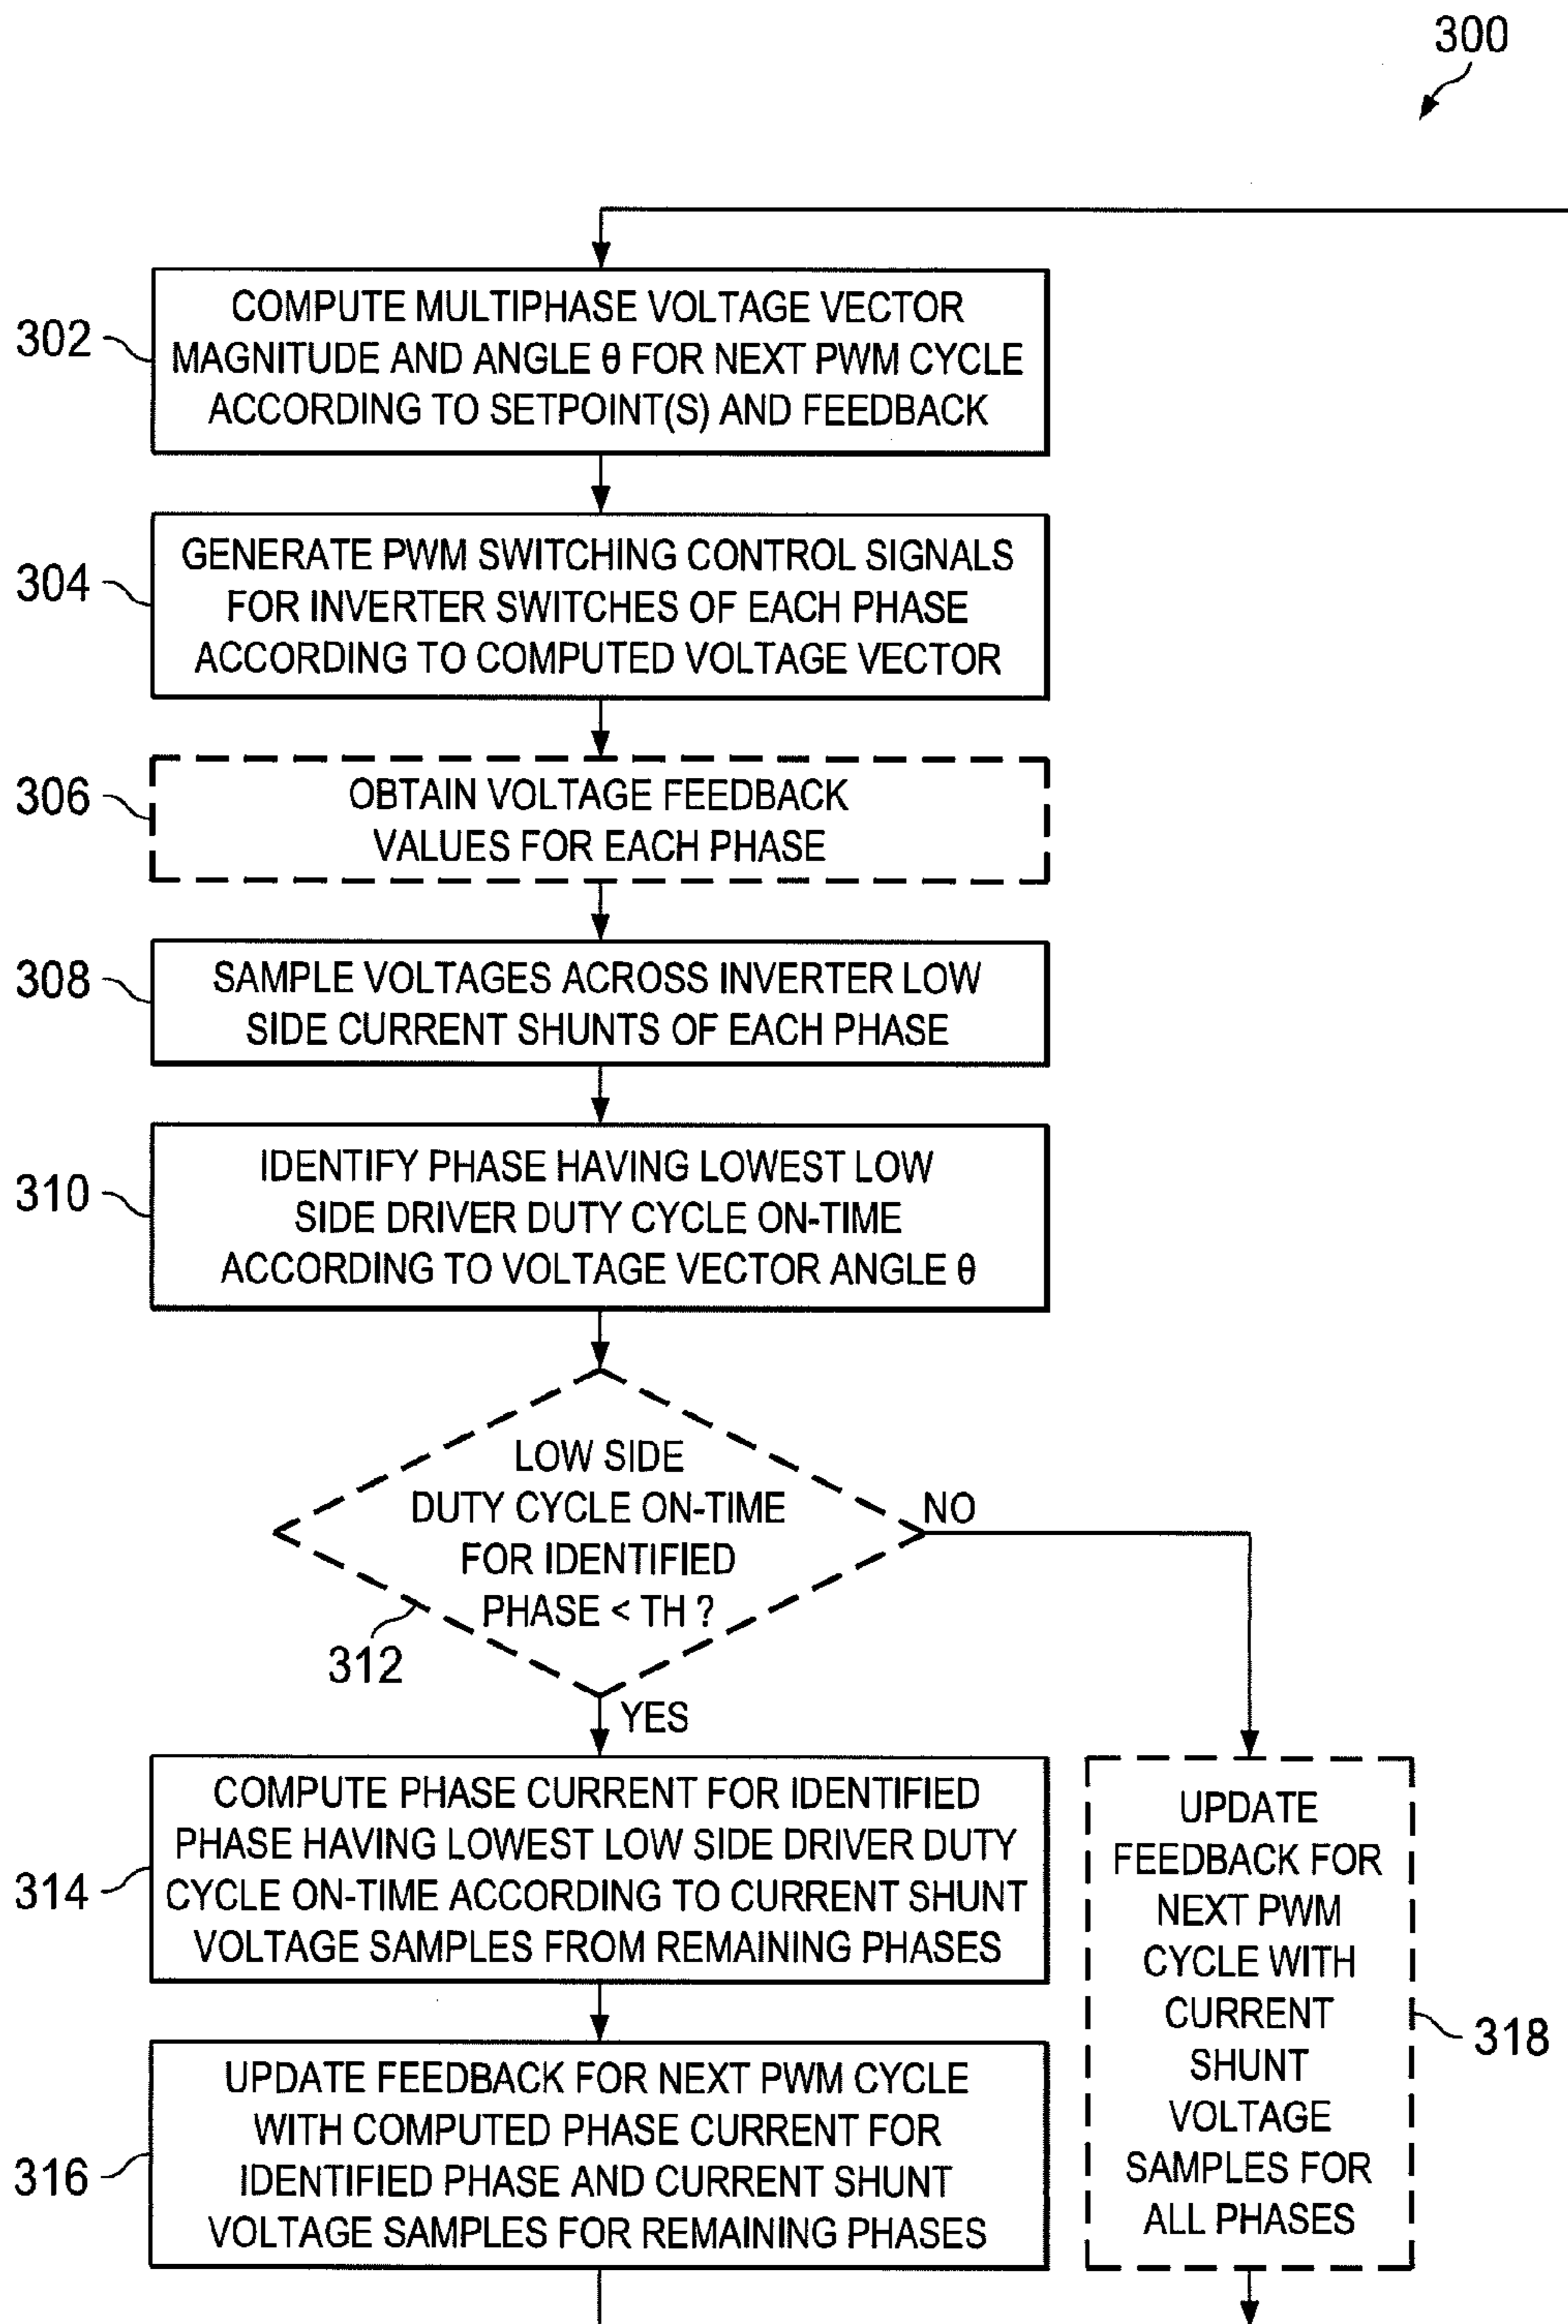 300
302
COMPUTE MULTIPHASE VOLTAGE VECTOR
MAGNITUDE AND ANGLE θ FOR NEXT PWM CYCLE
ACCORDING TO SETPOINT(S) AND FEEDBACK
304
GENERATE PWM SWITCHING CONTROL SIGNALS
FOR INVERTER SWITCHES OF EACH PHASE
ACCORDING TO COMPUTED VOLTAGE VECTOR
306
OBTAIN VOLTAGE FEEDBACK
VALUES FOR EACH PHASE
308
SAMPLE VOLTAGES ACROSS INVERTER LOW
SIDE CURRENT SHUNTS OF EACH PHASE
310
IDENTIFY PHASE HAVING LOWEST LOW
SIDE DRIVER DUTY CYCLE ON-TIME
ACCORDING TO VOLTAGE VECTOR ANGLE θ
LOW SIDE
DUTY CYCLE ON-TIME
FOR IDENTIFIED
PHASE < TH ?
312
NO
YES
314
COMPUTE PHASE CURRENT FOR IDENTIFIED
PHASE HAVING LOWEST LOW SIDE DRIVER DUTY
CYCLE ON-TIME ACCORDING TO CURRENT SHUNT
VOLTAGE SAMPLES FROM REMAINING PHASES
316
UPDATE FEEDBACK FOR NEXT PWM CYCLE
WITH COMPUTED PHASE CURRENT FOR
IDENTIFIED PHASE AND CURRENT SHUNT
VOLTAGE SAMPLES FOR REMAINING PHASES
UPDATE
FEEDBACK FOR
NEXT PWM
CYCLE WITH
CURRENT
SHUNT
VOLTAGE
SAMPLES FOR
ALL PHASES
318